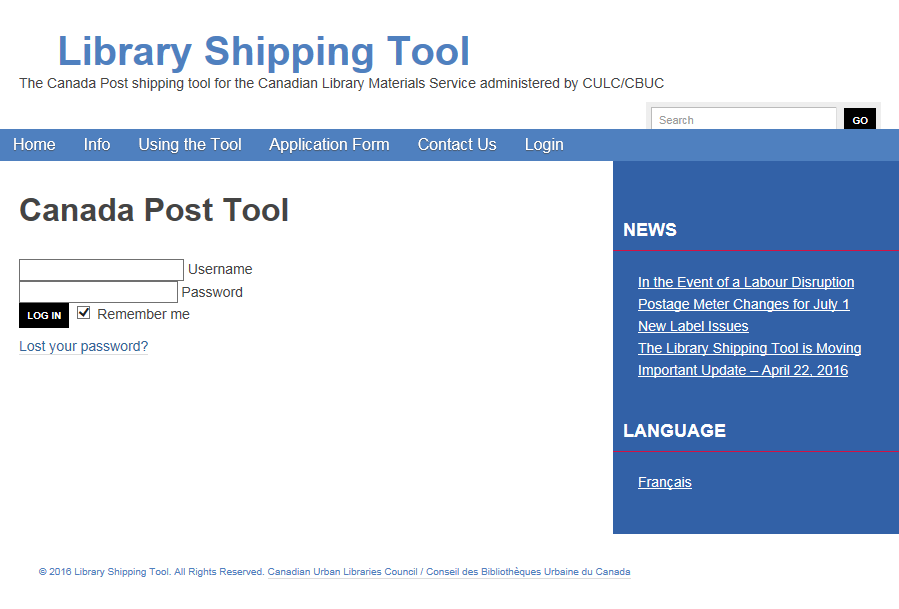 Library Shipping Tool
The Canada Post shipping tool for the Canadian Library Materials Service administered by CULC/CBUC
Search GO
Home Info Using the Tool Application Form Contact Us Login
Canada Post Tool
Username
Password
LOG IN Remember me
Lost your password?
NEWS
In the Event of a Labour Disruption
Postage Meter Changes for July 1
New Label Issues
The Library Shipping Tool is Moving
Important Update – April 22, 2016
LANGUAGE
Français
© 2016 Library Shipping Tool. All Rights Reserved. Canadian Urban Libraries Council / Conseil des Bibliothèques Urbaine du Canada